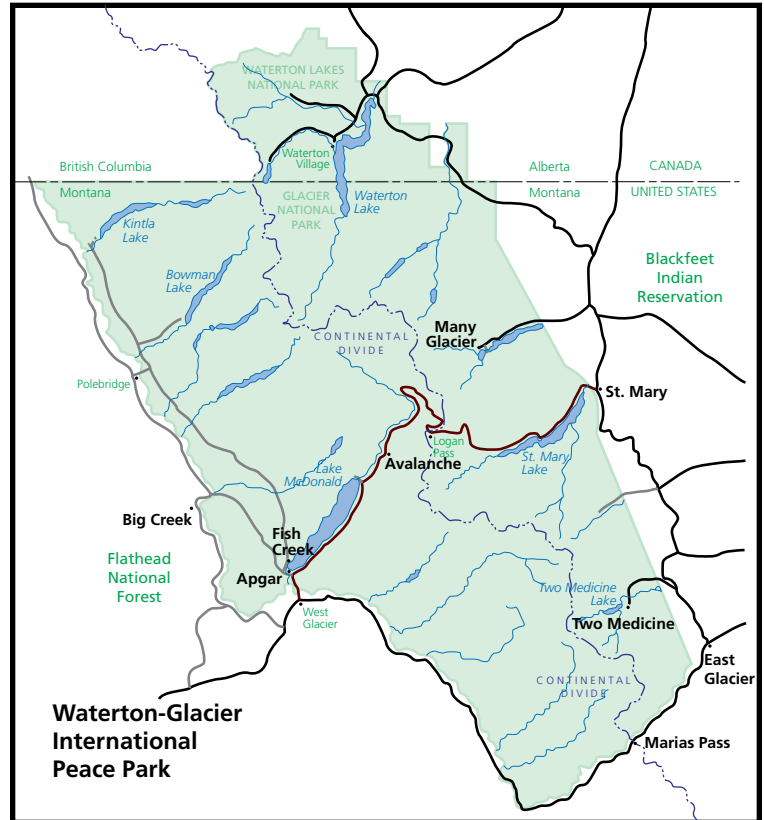 WATERTON LAKES
NATIONAL PARK
Waterton
Village
British Columbia
Alberta
CANADA
Montana
Montana
UNITED STATES
GLACIER
NATIONAL
PARK
Waterton
Lake
Kintla
Lake
Bowman
Lake
Blackfeet
Indian
Reservation
CONTINENTAL
DIVIDE
Many
Glacier
Polebridge
St. Mary
Logan
Pass
Avalanche
St. Mary
Lake
Lake
McDonald
Big Creek
Fish
Creek
Apgar
Flathead
National
Forest
West
Glacier
Two Medicine
Lake
Two Medicine
East
Glacier
CONTINENTAL
DIVIDE
Marias Pass
Waterton-Glacier
International
Peace Park